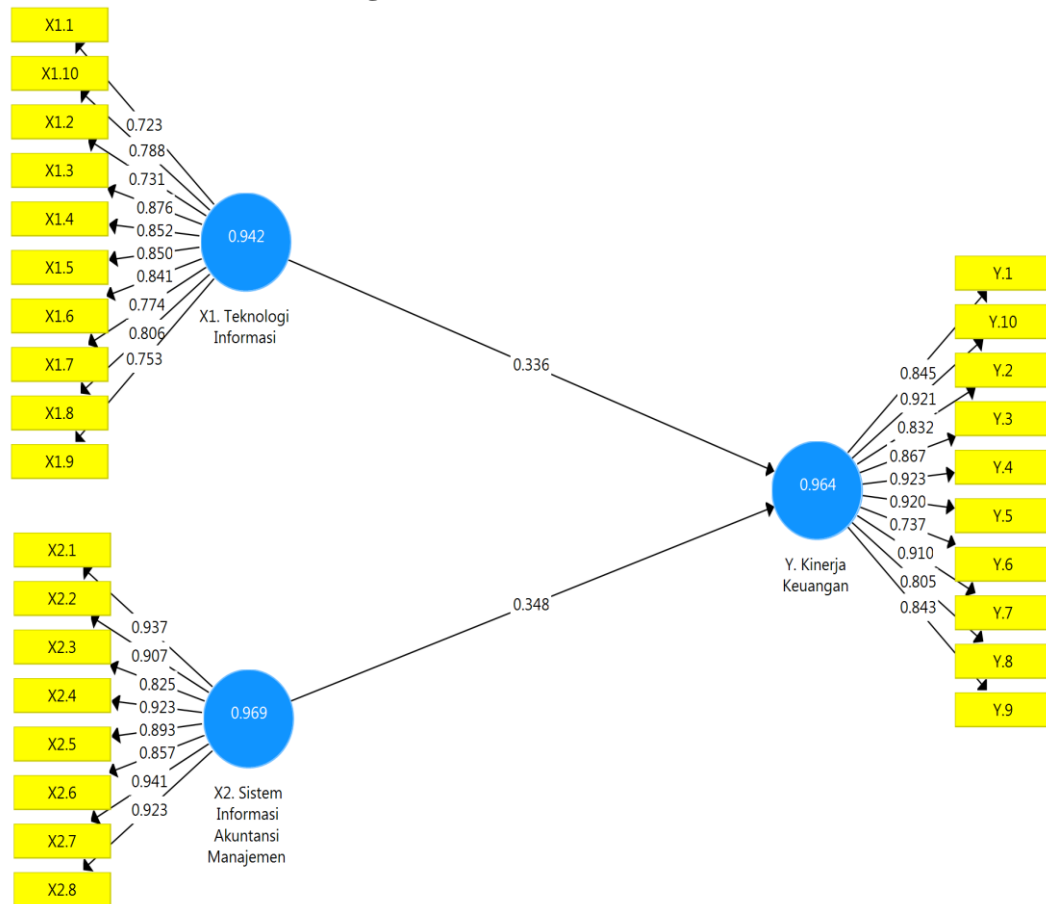 X1.1
X1.10
X1.2
X1.3
X1.4
X1.5
X1.6
X1.7
X1.8
X1.9
0.723
0.788
0.731
0.876
0.852
0.850
0.841
0.774
0.806
0.753
0.942
X1. Teknologi
Informasi
0.336
X2.1
X2.2
X2.3
X2.4
X2.5
X2.6
X2.7
X2.8
0.937
0.907
0.825
0.923
0.893
0.857
0.941
0.923
0.969
X2. Sistem
Informasi
Akuntansi
Manajemen
0.348
0.964
Y. Kinerja
Keuangan
0.845
0.921
0.832
0.867
0.923
0.920
0.737
0.910
0.805
0.843
Y.1
Y.10
Y.2
Y.3
Y.4
Y.5
Y.6
Y.7
Y.8
Y.9